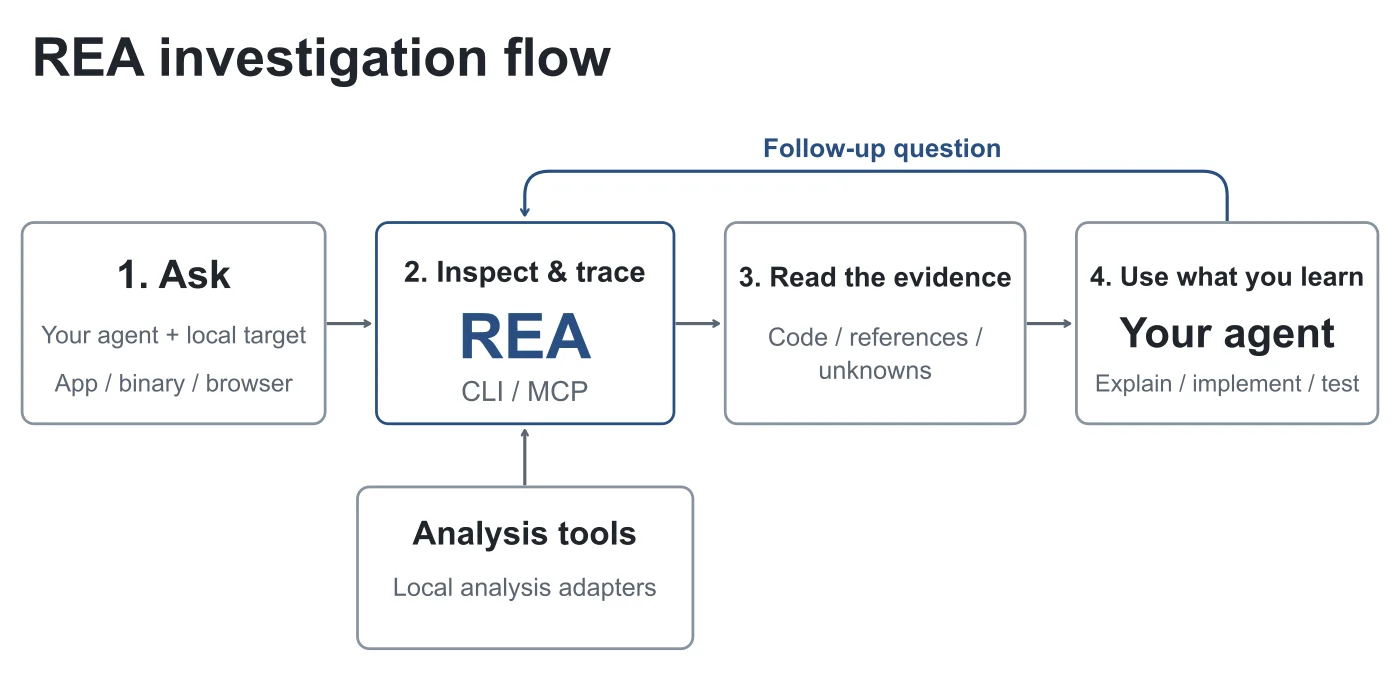 REA investigation flow
Follow-up question
1. Ask
Your agent + local target
App / binary / browser
2. Inspect & trace
REA
CLI / MCP
3. Read the evidence
Code / references /
unknowns
4. Use what you learn
Your agent
Explain / implement / test
Analysis tools
Local analysis adapters